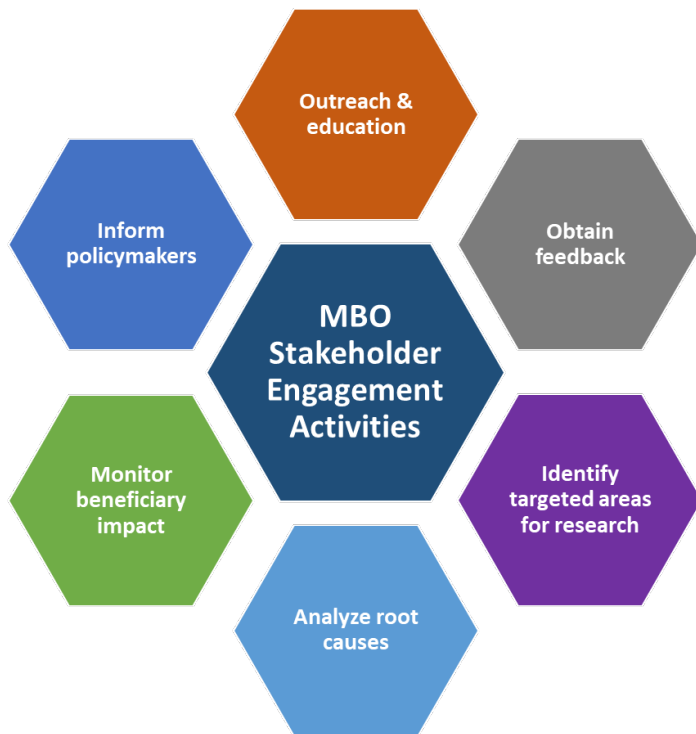 Outreach &
education
Inform
policymakers
Obtain
feedback
MBO
Stakeholder
Engagement
Activities
Monitor
beneficiary
impact
Identify
targeted areas
for research
Analyze root
causes